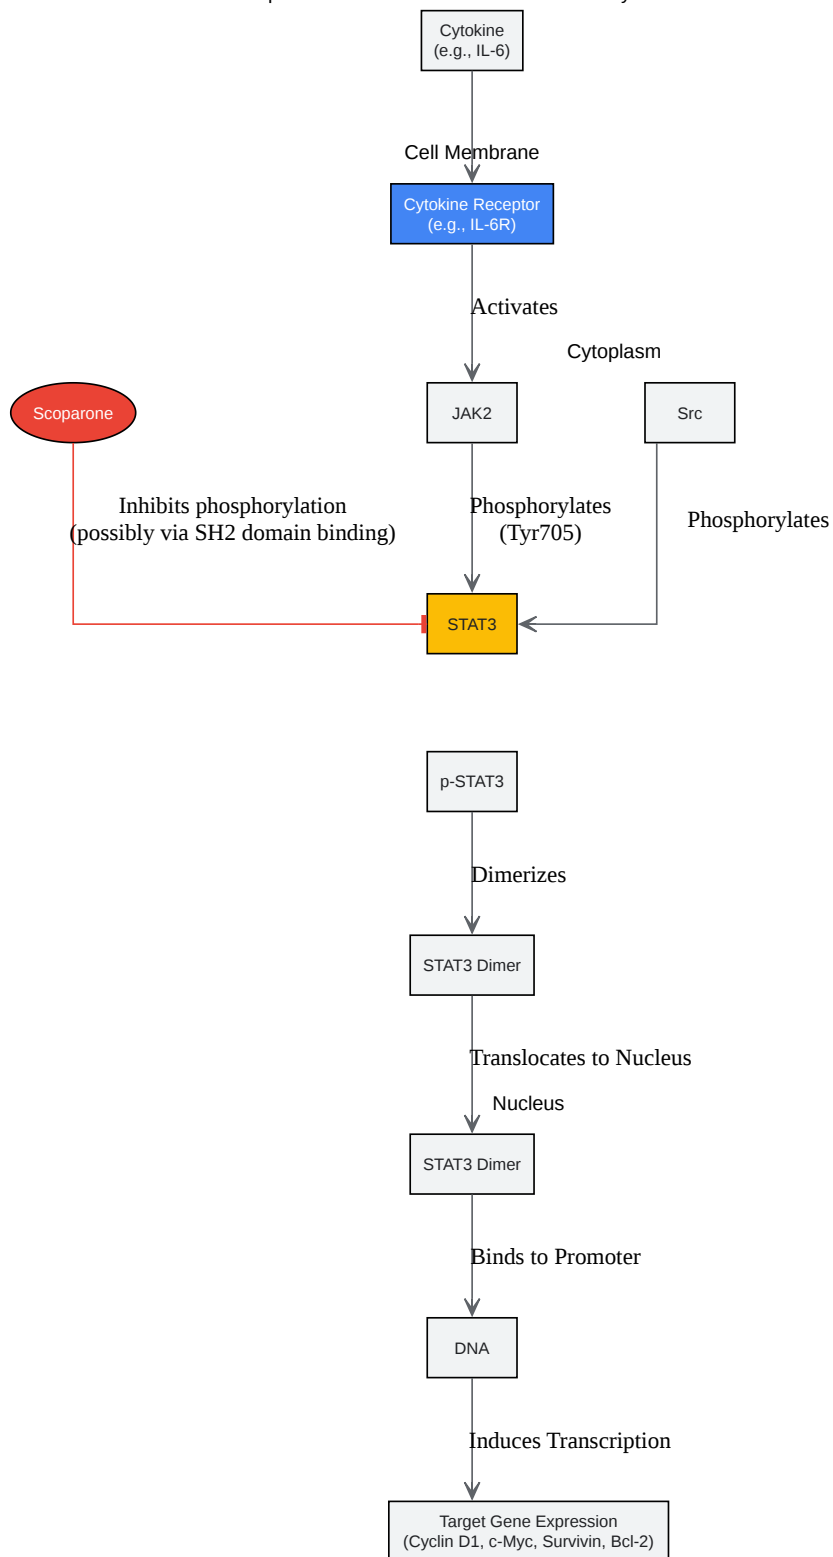 Cytokine
(e.g., IL-6)
Cell Membrane
Cytokine Receptor
(e.g., IL-6R)
Activates
Cytoplasm
Scoparone
JAK2
Src
Inhibits phosphorylation
(possibly via SH2 domain binding)
Phosphorylates
(Tyr705)
Phosphorylates
STAT3
p-STAT3
Dimerizes
STAT3 Dimer
Translocates to Nucleus
Nucleus
STAT3 Dimer
Binds to Promoter
DNA
Induces Transcription
Target Gene Expression
(Cyclin D1, c-Myc, Survivin, Bcl-2)